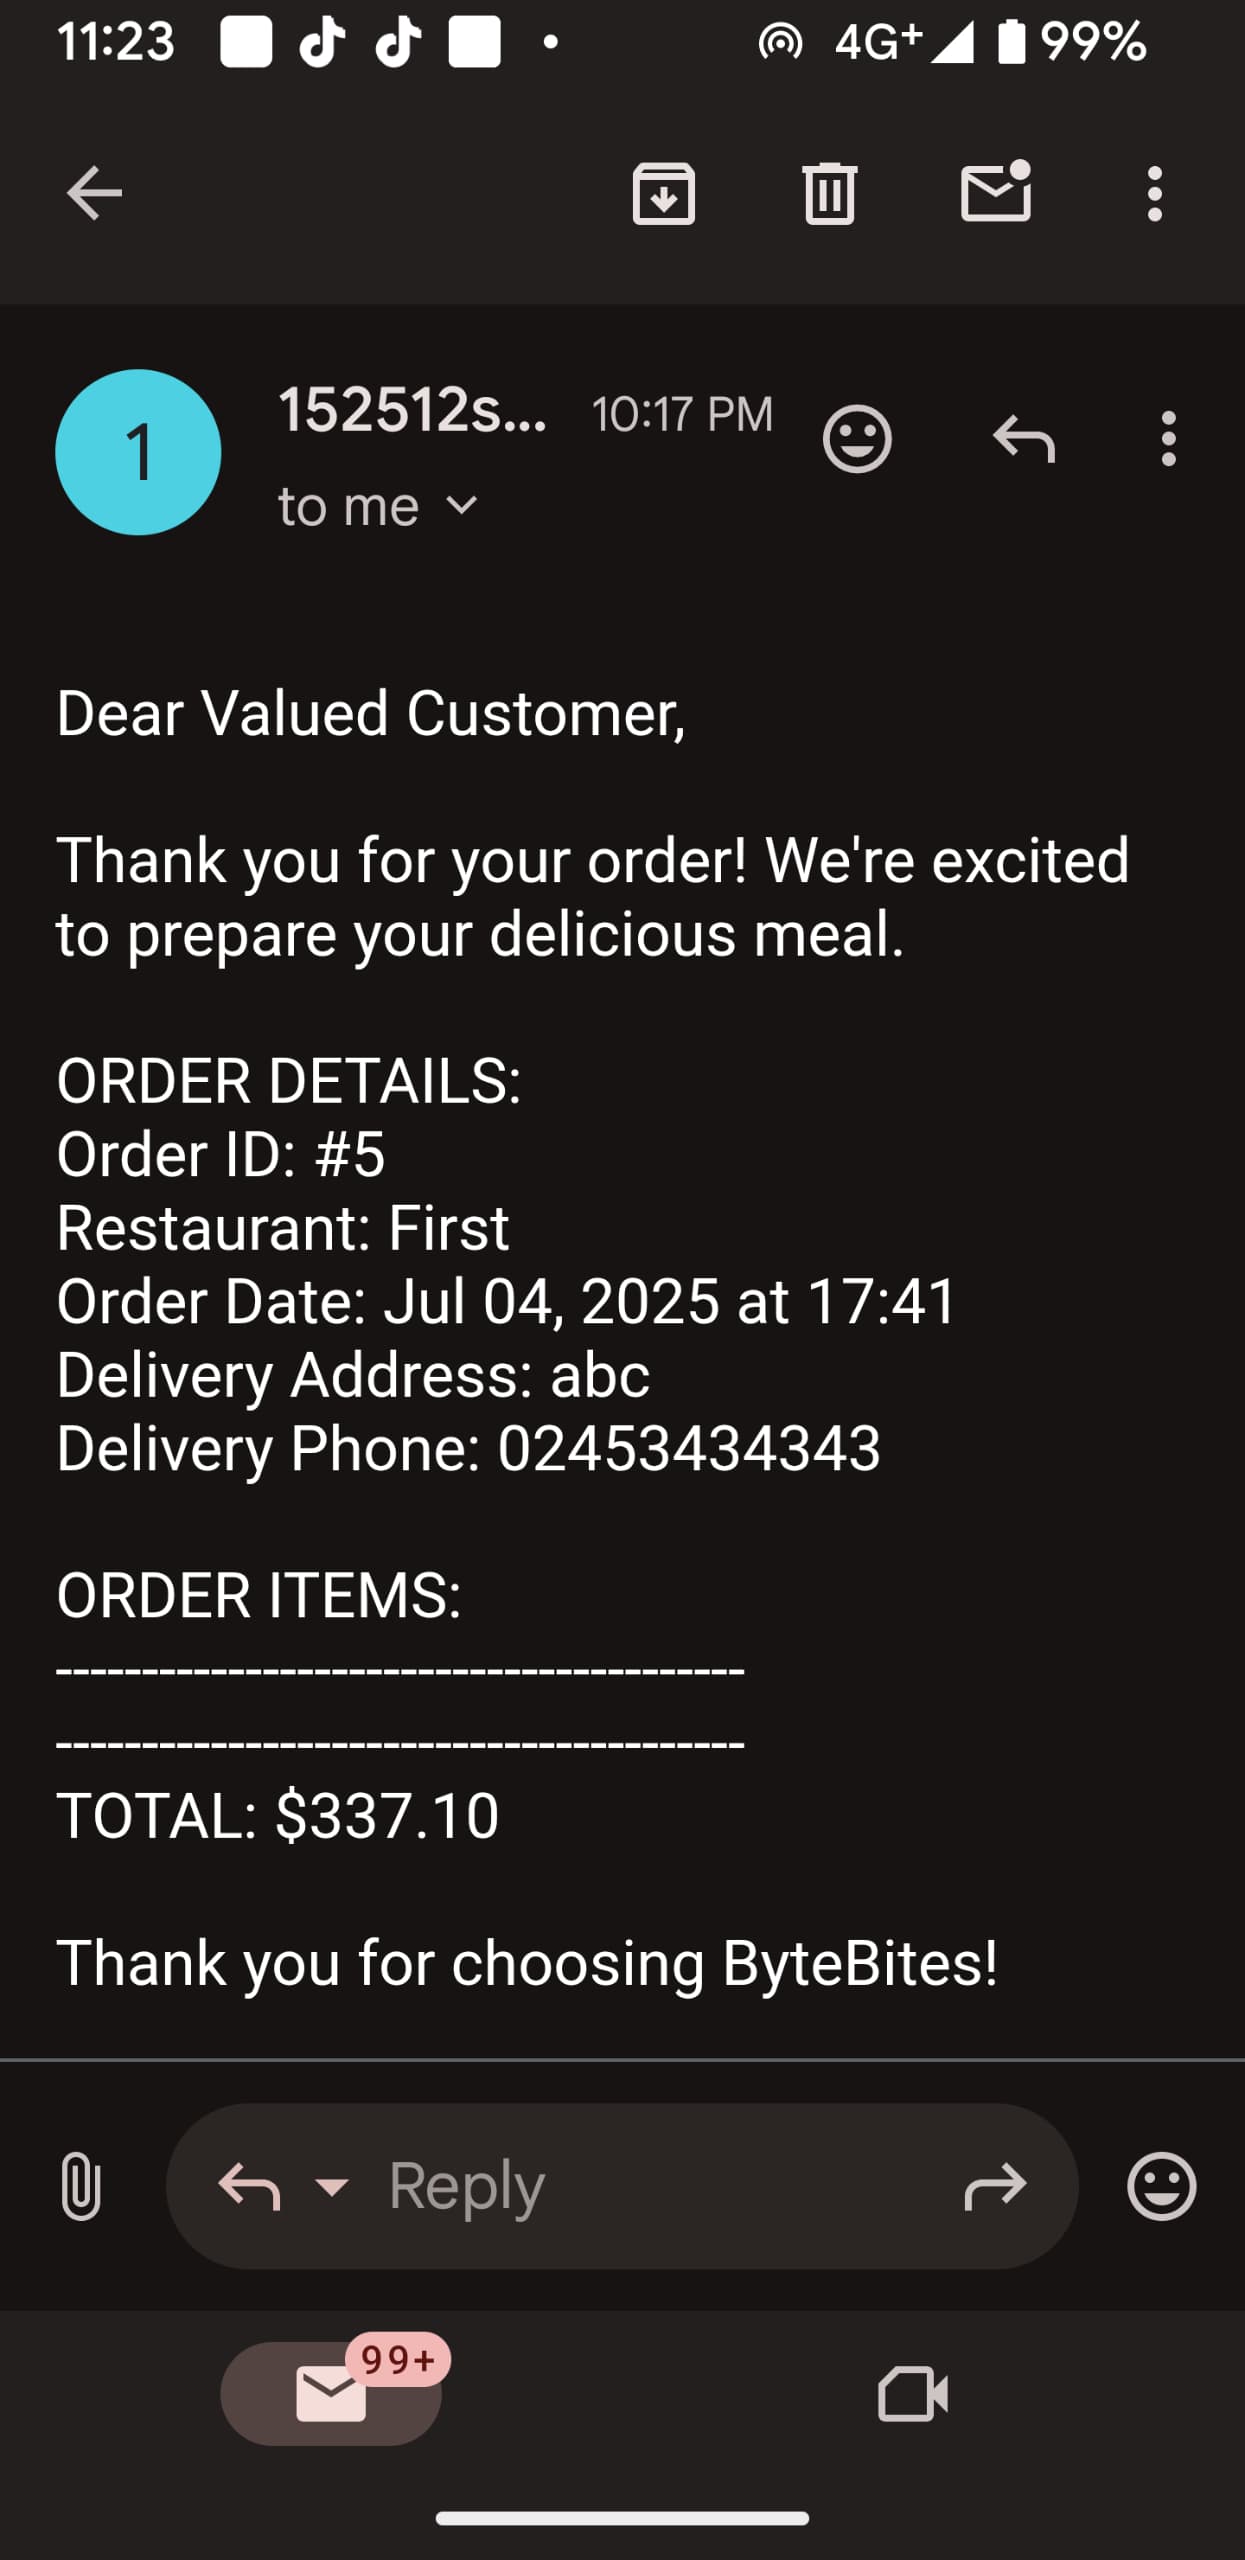 11:23 4G+ 99%
1 152512s... 10:17 PM
to me
Dear Valued Customer,
Thank you for your order! We're excited
to prepare your delicious meal.
ORDER DETAILS:
Order ID: #5
Restaurant: First
Order Date: Jul 04, 2025 at 17:41
Delivery Address: abc
Delivery Phone: 02453434343
ORDER ITEMS:
----------------------------------------
----------------------------------------
TOTAL: $337.10
Thank you for choosing ByteBites!
Reply
99+